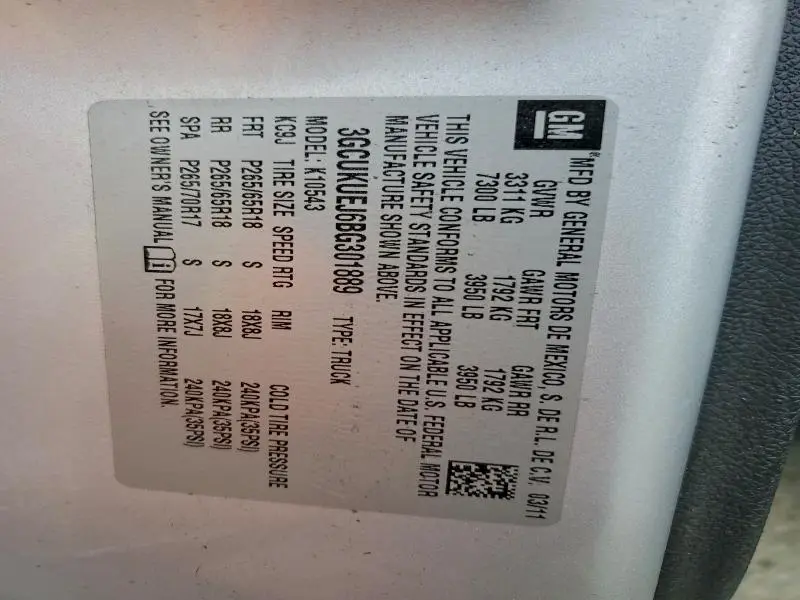 GM
®MFD BY GENERAL MOTORS DE MEXICO, S. DE R.L. DE C.V. 03/11
GVWR GAWR FRT GAWR RR
3311 KG 1792 KG 1792 KG
7300 LB 3950 LB 3950 LB
THIS VEHICLE CONFORMS TO ALL APPLICABLE U.S. FEDERAL MOTOR
VEHICLE SAFETY STANDARDS IN EFFECT ON THE DATE OF
MANUFACTURE SHOWN ABOVE.
3GCUKUEJ6BG301889 TYPE: TRUCK
MODEL: K10543
KC9J TIRE SIZE SPEED RTG RIM COLD TIRE PRESSURE
FRT P265/65R18 S 18X8J 240KPA(35PSI)
RR P265/65R18 S 18X8J 240KPA(35PSI)
SPA P265/70R17 S 17X7J 240KPA(35PSI)
SEE OWNER'S MANUAL i FOR MORE INFORMATION.